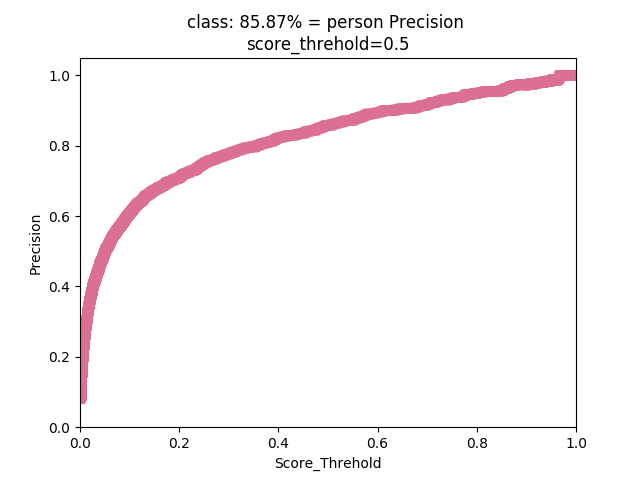 class: 85.87% = person Precision
score_threhold=0.5
1.0
0.8
0.6
0.4
0.2
0.0
Precision
0.0 0.2 0.4 0.6 0.8 1.0
Score_Threhold